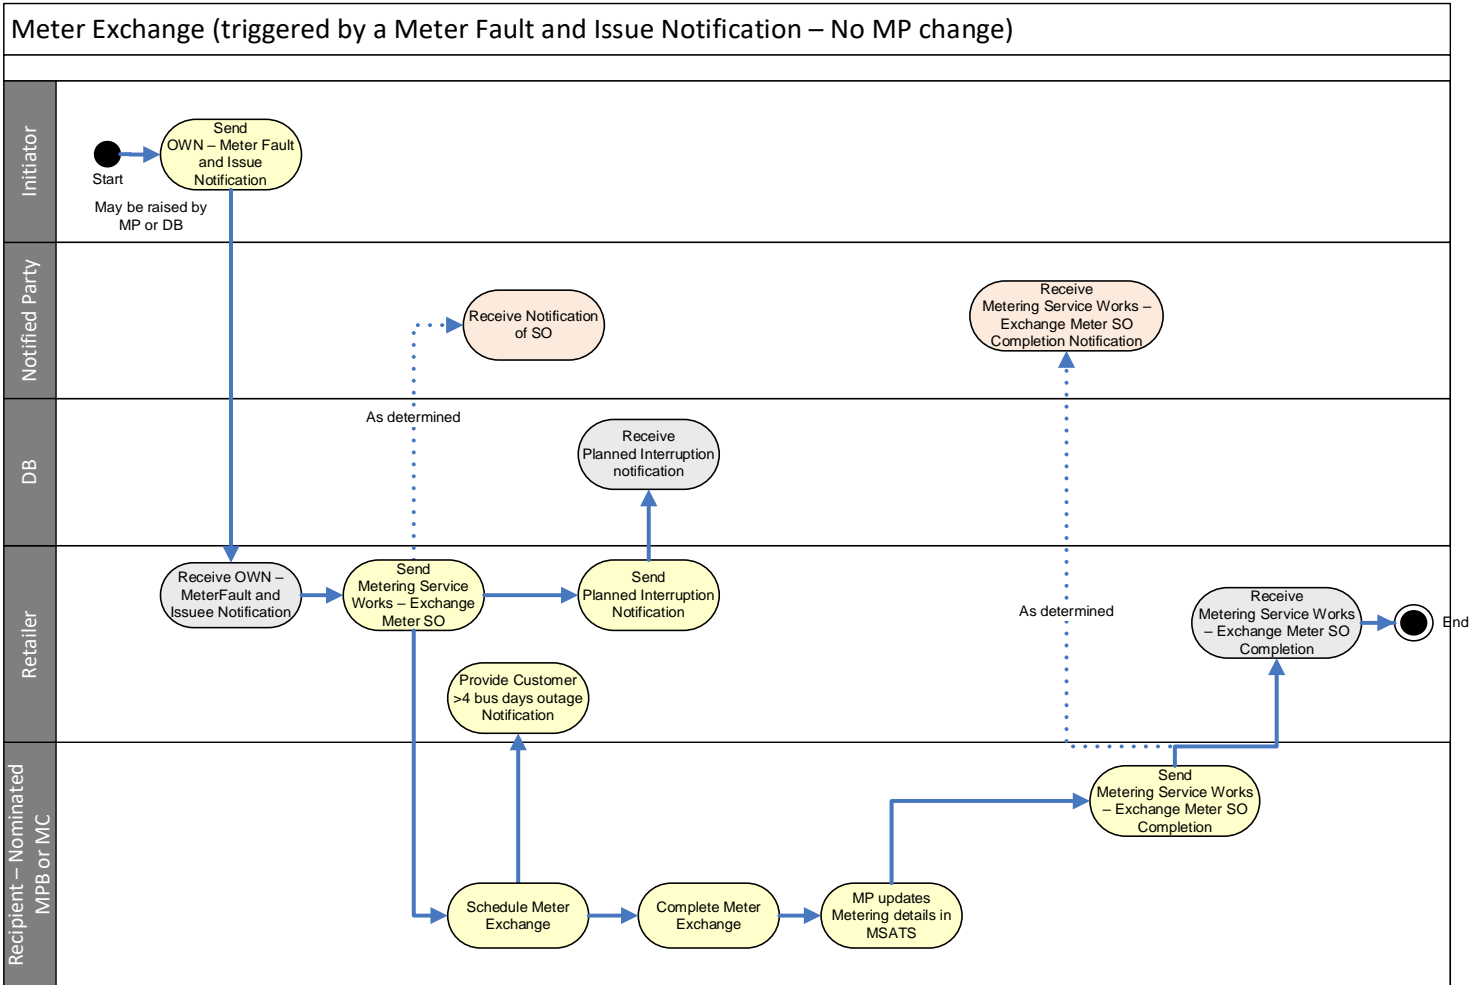 Meter Exchange (triggered by a Meter Fault and Issue Notification – No MP change)
Initiator
Send
OWN – Meter Fault
and Issue
Notification
Start
May be raised by
MP or DB
Notified Party
Receive Notification
of SO
Receive
Metering Service Works –
Exchange Meter SO
Completion Notification
As determined
DB
Receive
Planned Interruption
notification
Retailer
Receive OWN –
MeterFault and
Issuee Notification
Send
Metering Service
Works – Exchange
Meter SO
Send
Planned Interruption
Notification
As determined
Receive
Metering Service Works
– Exchange Meter SO
Completion
End
Provide Customer
>4 bus days outage
Notification
Recipient – Nominated
MPB or MC
Send
Metering Service Works
– Exchange Meter SO
Completion
Schedule Meter
Exchange
Complete Meter
Exchange
MP updates
Metering details in
MSATS